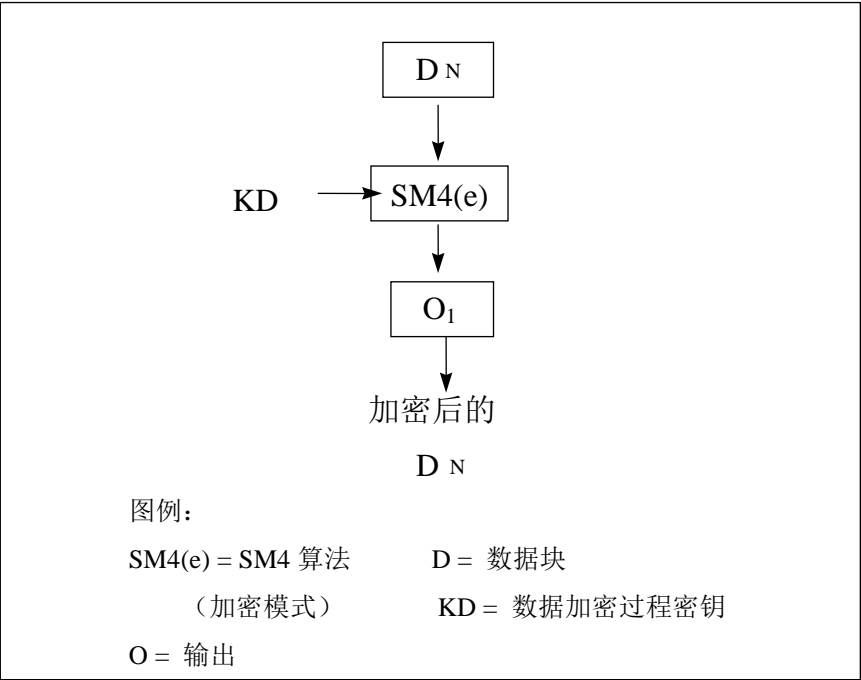 D N
KD SM4(e)
O1
加密后的
D N
图例：
SM4(e) = SM4 算法 D = 数据块
（加密模式） KD = 数据加密过程密钥
O = 输出